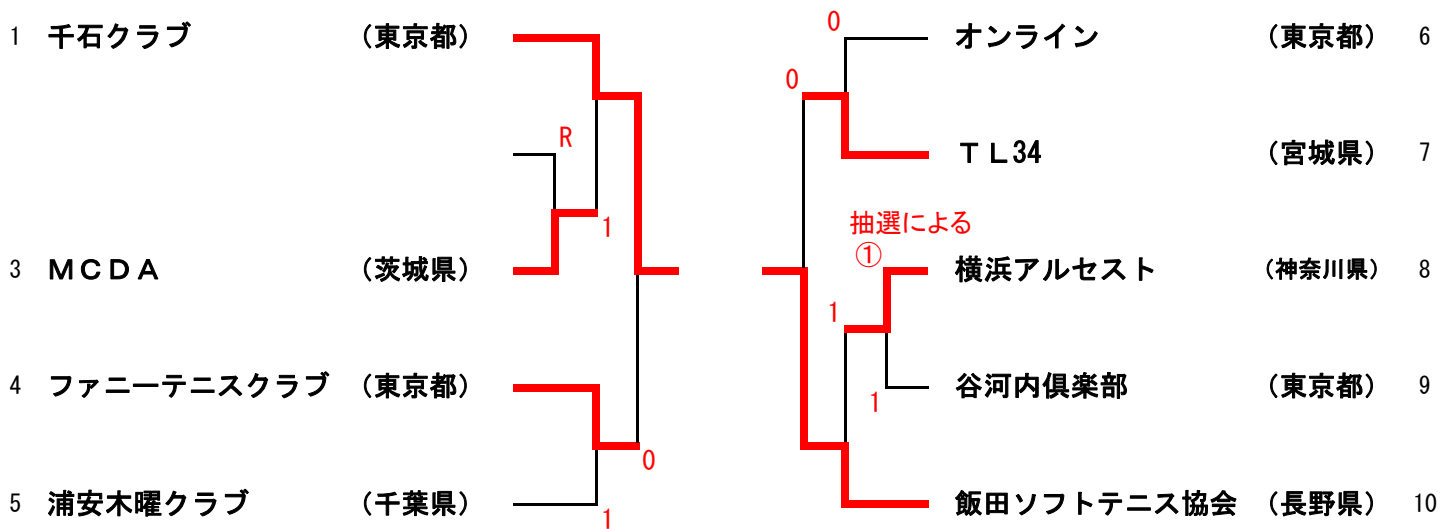 1 千石クラブ (東京都)
R
1
3 ＭＣＤＡ (茨城県)
4 ファニーテニスクラブ (東京都)
0
5 浦安木曜クラブ (千葉県)
1
0
オンライン (東京都) 6
0
ＴＬ34 (宮城県) 7
抽選による
①
横浜アルセスト (神奈川県) 8
1
谷河内倶楽部 (東京都) 9
1
飯田ソフトテニス協会 (長野県) 10